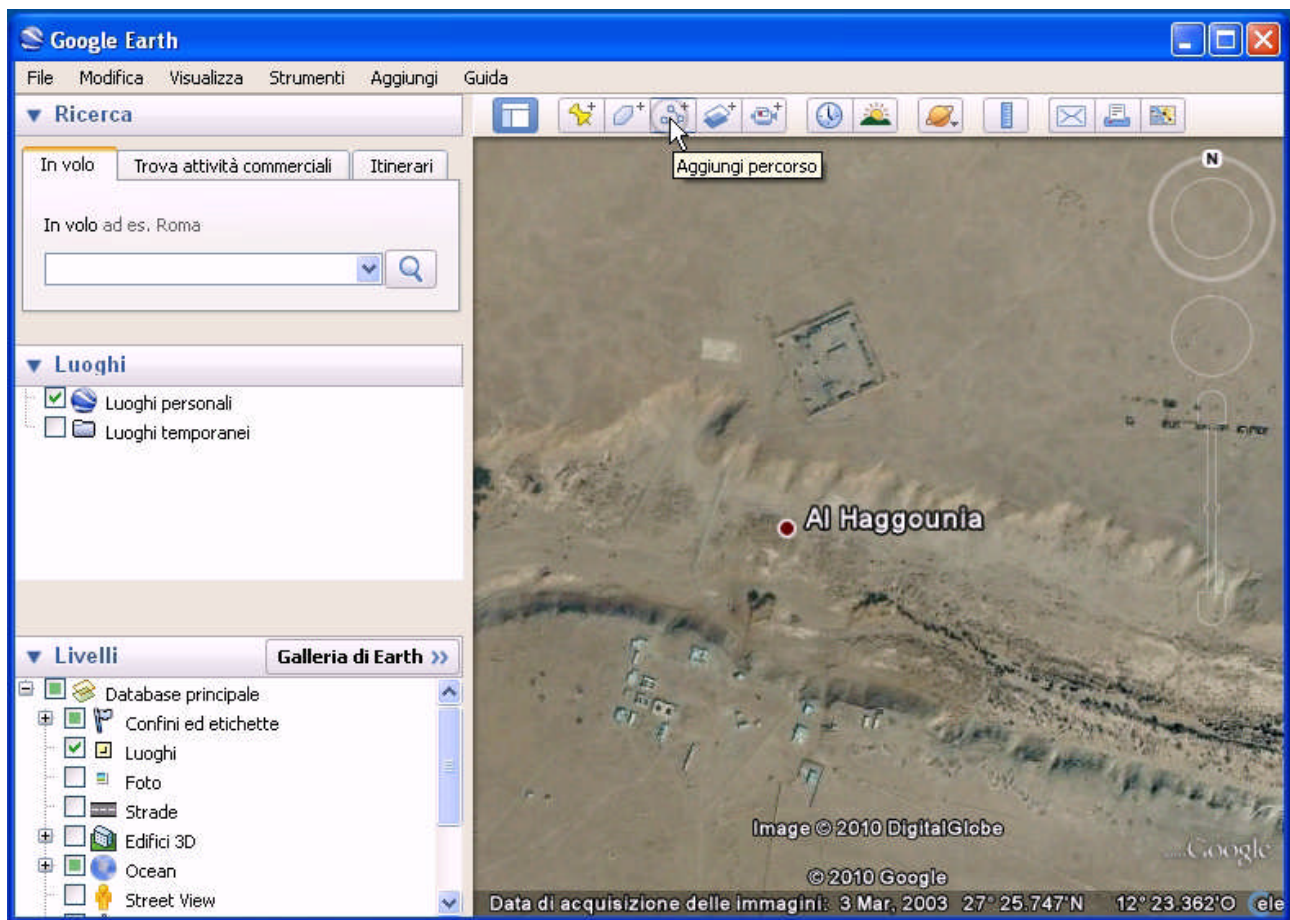 Google Earth
File Modifica Visualizza Strumenti Aggiungi Guida
Ricerca
In volo Trova attività commerciali Itinerari
In volo ad es. Roma
Aggiungi percorso
N
Luoghi
Luoghi personali
Luoghi temporanei
Al Haggounia
Livelli
Galleria di Earth >>
Database principale
Confini ed etichette
Luoghi
Foto
Strade
Edifici 3D
Ocean
Street View
Image © 2010 DigitalGlobe
© 2010 Google
Google
Data di acquisizione delle immagini: 3 Mar, 2003 27° 25.747'N 12° 23.362'O ele